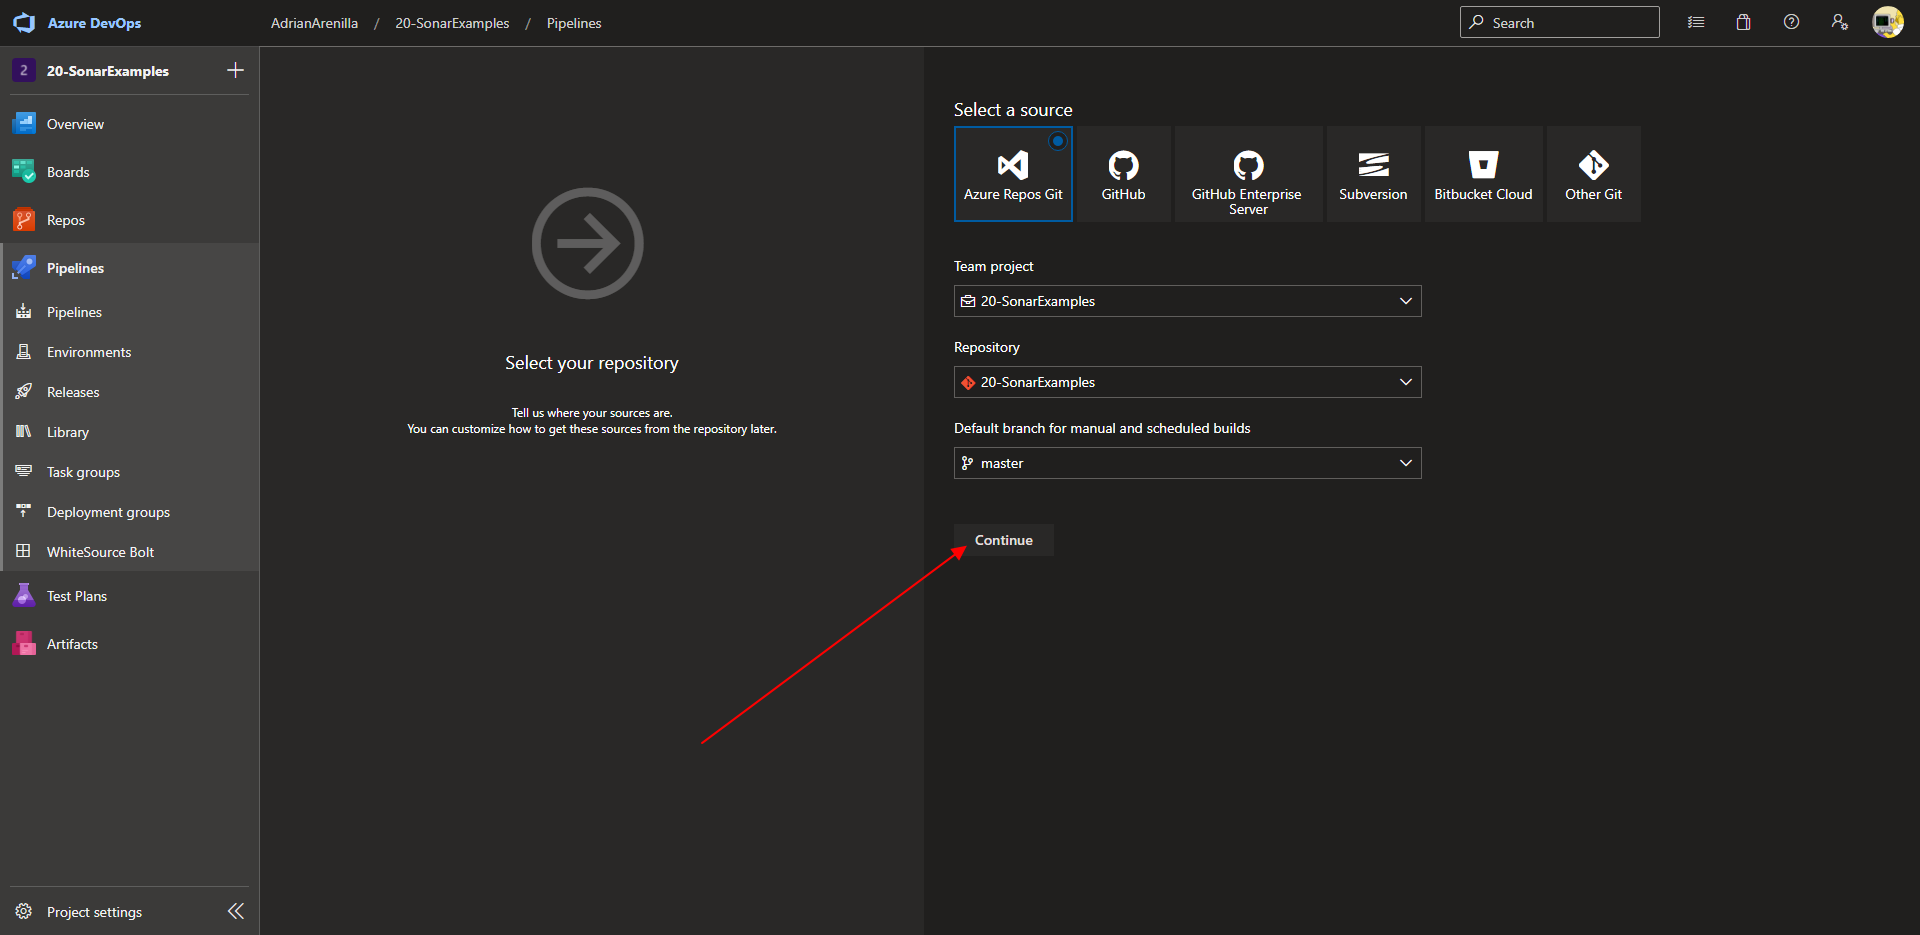 Azure DevOps
AdrianArenilla / 20-SonarExamples / Pipelines
Search
2 20-SonarExamples
Overview
Boards
Repos
Pipelines
Pipelines
Environments
Releases
Library
Task groups
Deployment groups
WhiteSource Bolt
Test Plans
Artifacts
Project settings
Select your repository
Tell us where your sources are.
You can customize how to get these sources from the repository later.
Select a source
Azure Repos Git
GitHub
GitHub Enterprise
Server
Subversion
Bitbucket Cloud
Other Git
Team project
20-SonarExamples
Repository
20-SonarExamples
Default branch for manual and scheduled builds
master
Continue